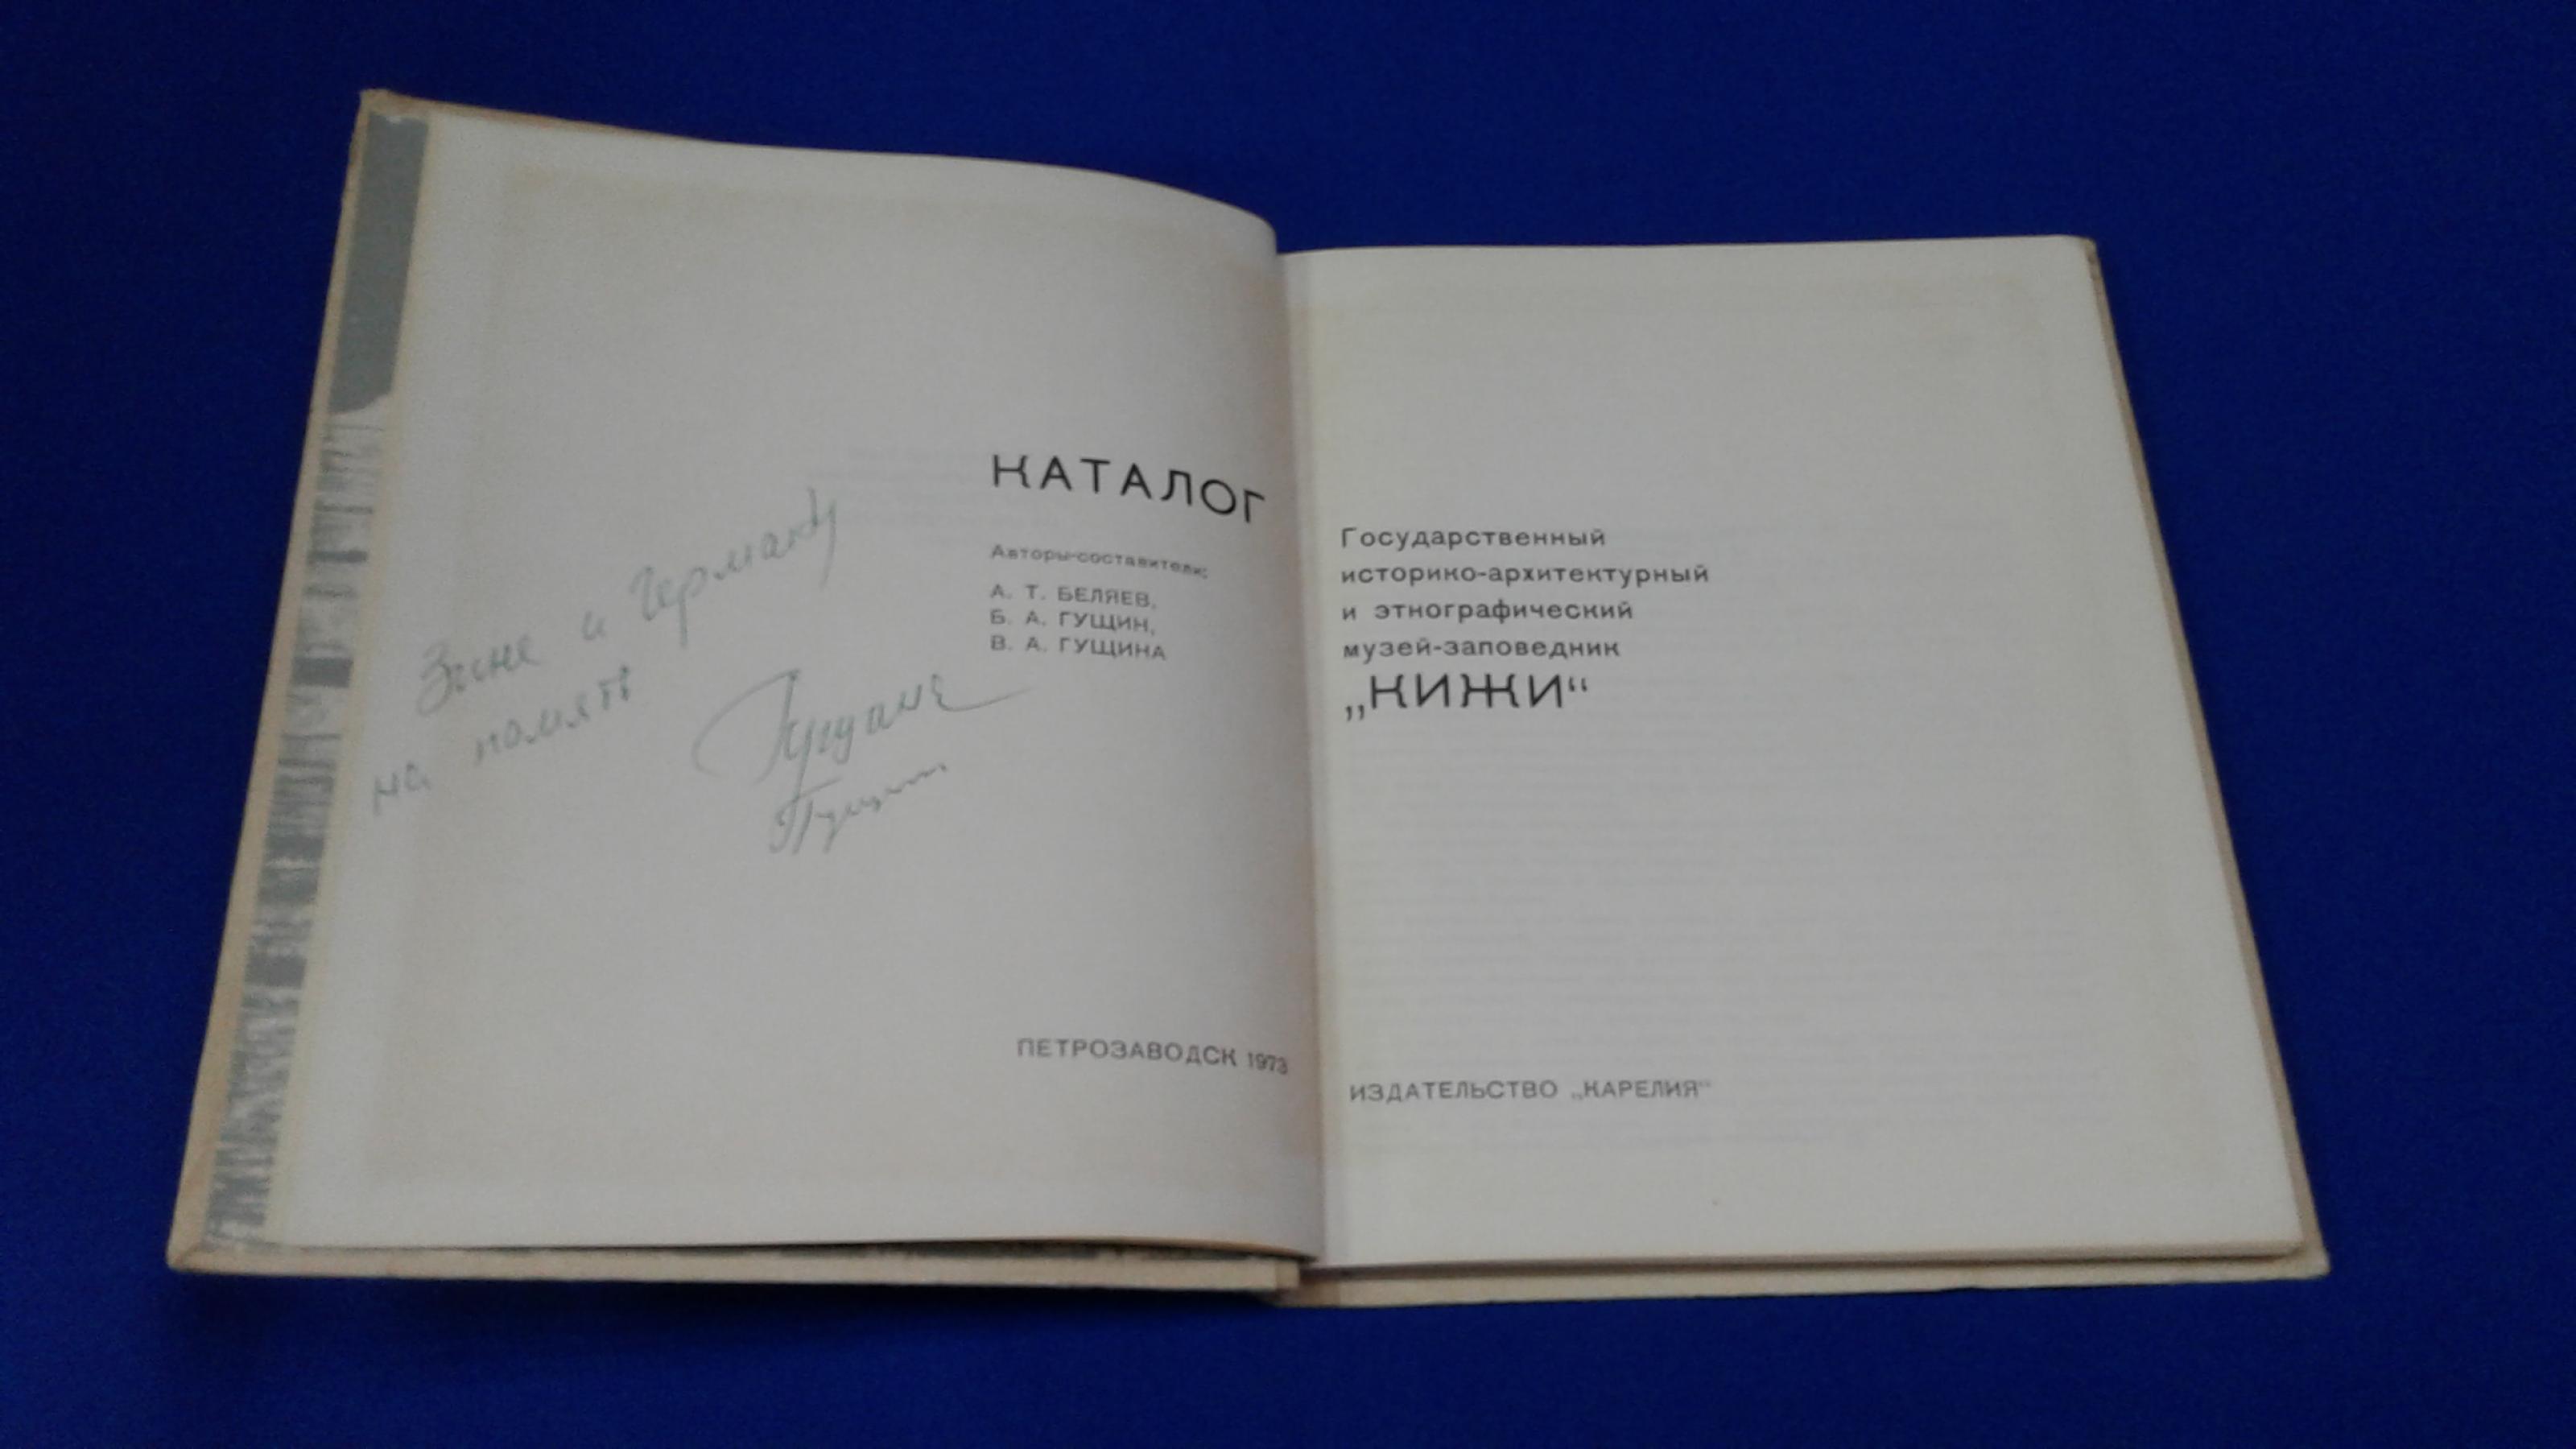 КАТАЛОГ
Авторы-составители:
А. Т. БЕЛЯЕВ,
Б. А. ГУЩИН,
В. А. ГУЩИНА
Зине и Герману
на память
ПЕТРОЗАВОДСК 1973
Государственный
историко-архитектурный
и этнографический
музей-заповедник
„КИЖИ“
ИЗДАТЕЛЬСТВО „КАРЕЛИЯ“